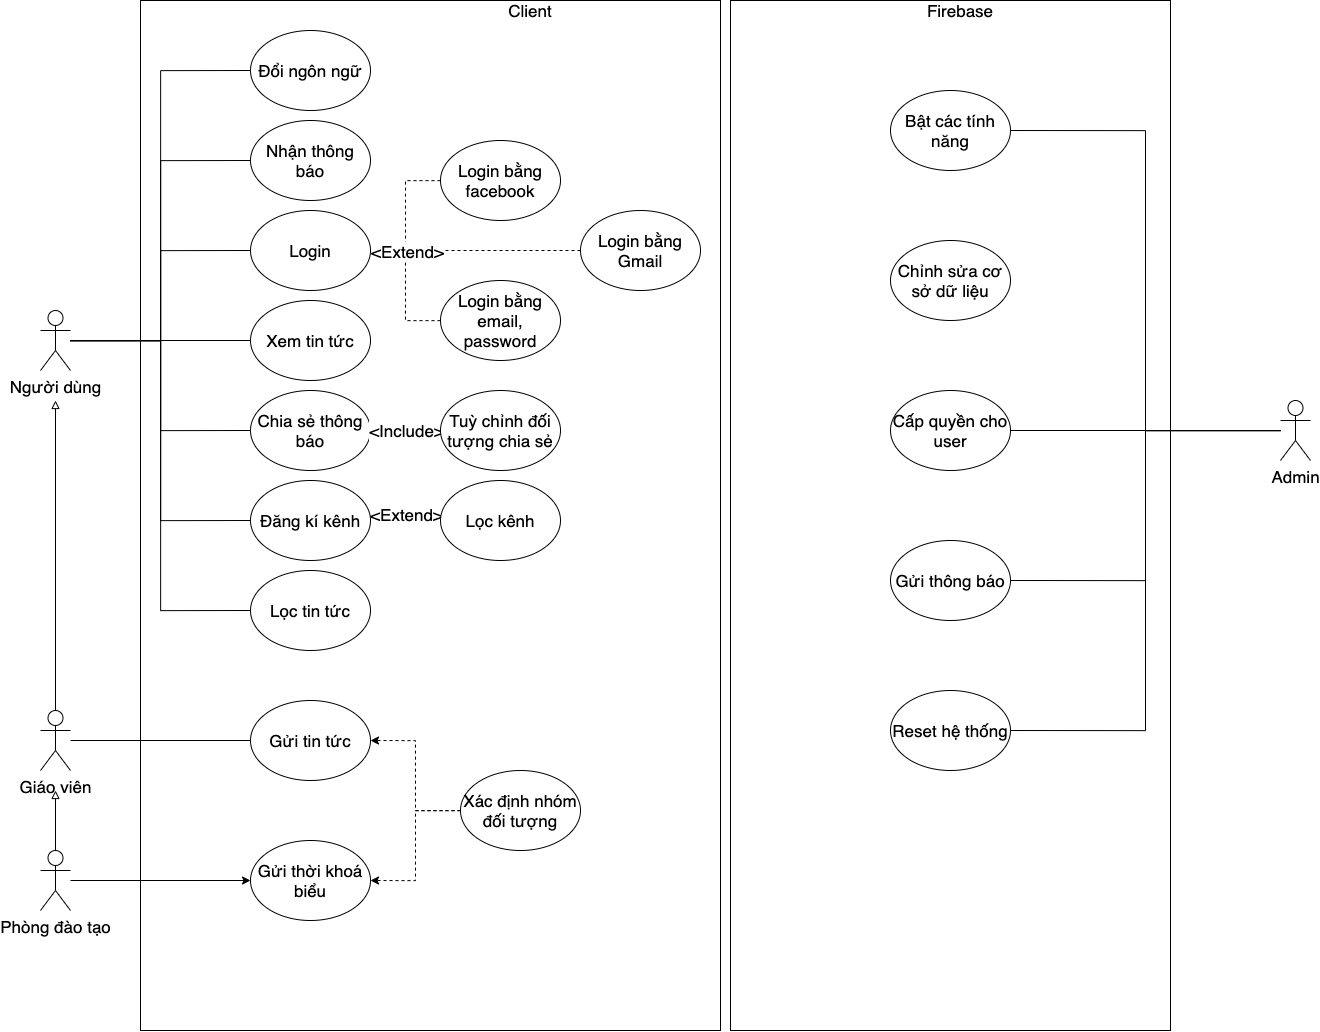 Client
Đổi ngôn ngữ
Nhận thông
báo
Login
<Extend>
Login bằng
facebook
Login bằng
Gmail
Login bằng
email,
password
Xem tin tức
Người dùng
Chia sẻ thông
báo
<Include>
Tuỳ chỉnh đối
tượng chia sẻ
Đăng kí kênh
<Extend>
Lọc kênh
Lọc tin tức
Gửi tin tức
Giáo viên
Xác định nhóm
đối tượng
Gửi thời khoá
biểu
Phòng đào tạo
Firebase
Bật các tính
năng
Chỉnh sửa cơ
sở dữ liệu
Cấp quyền cho
user
Admin
Gửi thông báo
Reset hệ thống